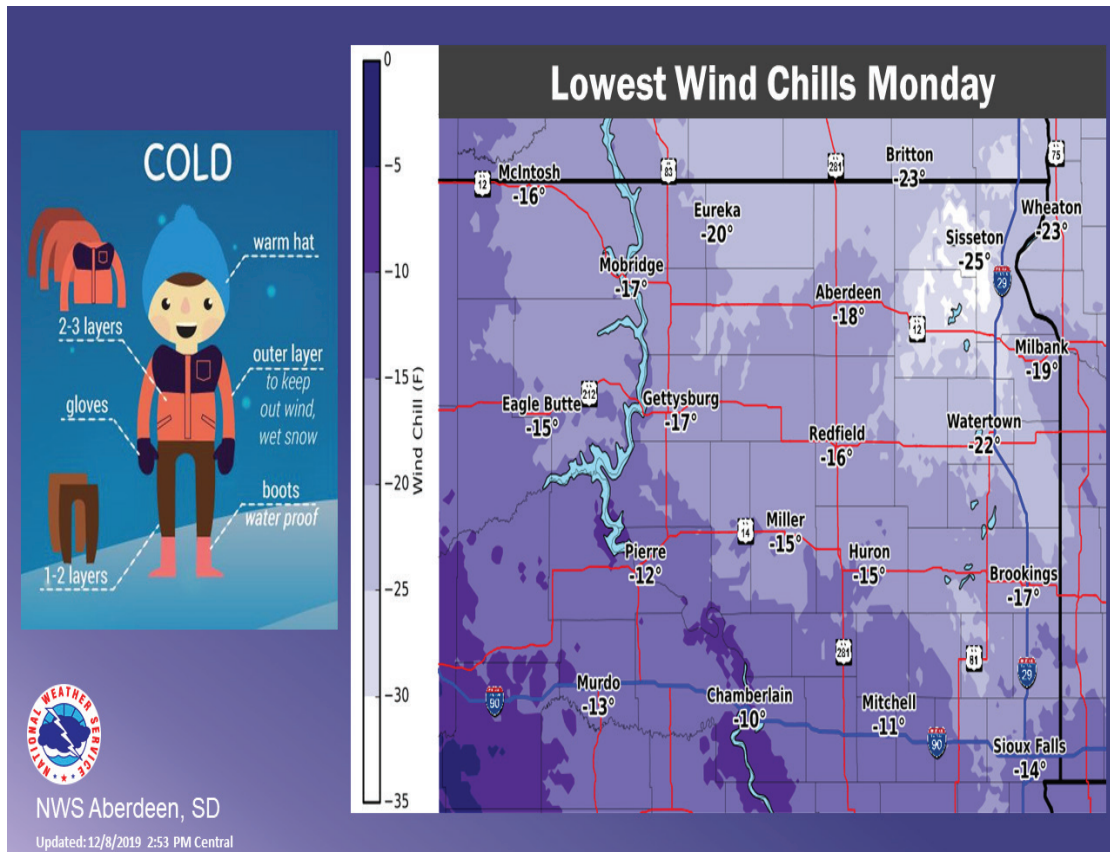 Lowest Wind Chills Monday
COLD
warm hat
2-3 layers
outer layer
to keep
out wind,
wet snow
gloves
boots
water proof
1-2 layers
NATIONAL WEATHER SERVICE
NWS Aberdeen, SD
Updated: 12/8/2019 2:53 PM Central
Wind Chill (F)
0
−5
−10
−15
−20
−25
−30
−35
Britton
-23°
McIntosh
-16°
Eureka
-20°
Wheaton
-23°
Sisseton
-25°
Mobridge
-17°
Aberdeen
-18°
Milbank
-19°
Eagle Butte
-15°
Gettysburg
-17°
Redfield
-16°
Watertown
-22°
Pierre
-12°
Miller
-15°
Huron
-15°
Brookings
-17°
Murdo
-13°
Chamberlain
-10°
Mitchell
-11°
Sioux Falls
-14°
12
83
281
75
29
12
212
14
281
81
29
90
90